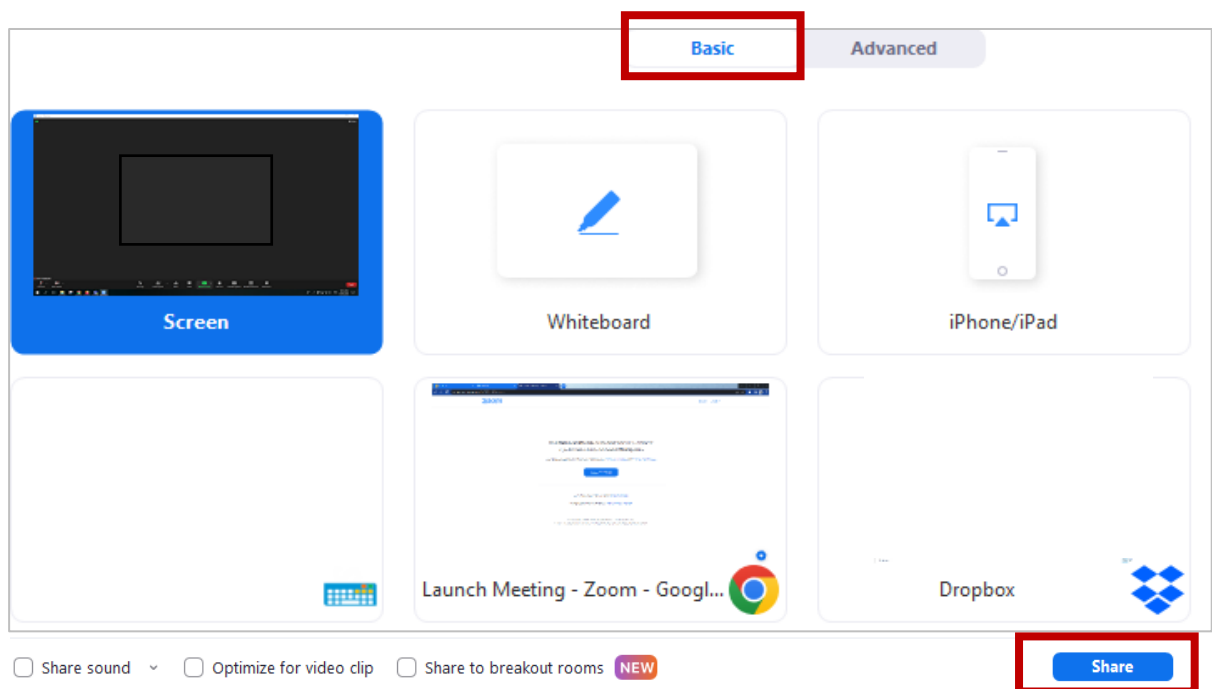 Basic
Advanced
Screen
Whiteboard
iPhone/iPad
zoom
Launch Meeting - Zoom - Googl...
Dropbox
Share sound
Optimize for video clip
Share to breakout rooms NEW
Share